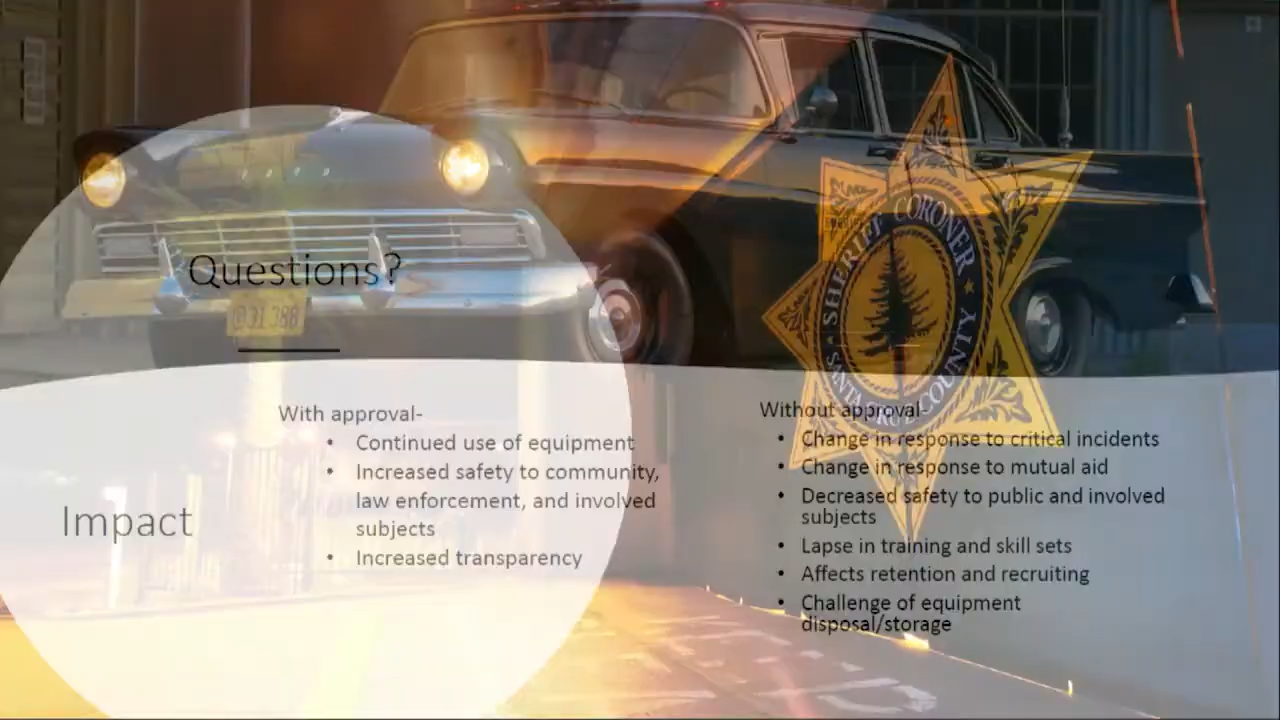 Questions?
SHERIFF CORONER
SANTA CRUZ COUNTY
With approval-
• Continued use of equipment
• Increased safety to community,
law enforcement, and involved
subjects
• Increased transparency
Impact
Without approval-
• Change in response to critical incidents
• Change in response to mutual aid
• Decreased safety to public and involved
subjects
• Lapse in training and skill sets
• Affects retention and recruiting
• Challenge of equipment
disposal/storage